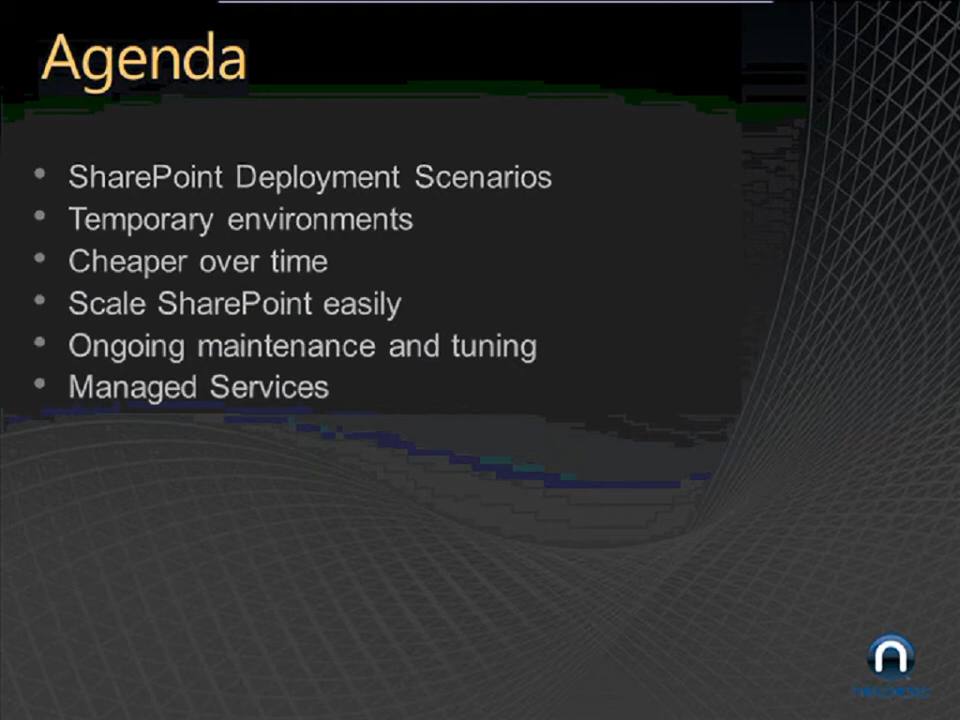 Agenda
• SharePoint Deployment Scenarios
• Temporary environments
• Cheaper over time
• Scale SharePoint easily
• Ongoing maintenance and tuning
• Managed Services